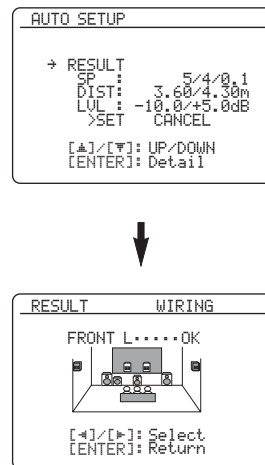 AUTO SETUP
→ RESULT
SP : 5/4/0.1
DIST: 3.60/4.30m
LVL : -10.0/+5.0dB
>SET CANCEL
[▲]/[▼]: UP/DOWN
[ENTER]: Detail
RESULT WIRING
FRONT L·····OK
[◄]/[►]: Select
[ENTER]: Return